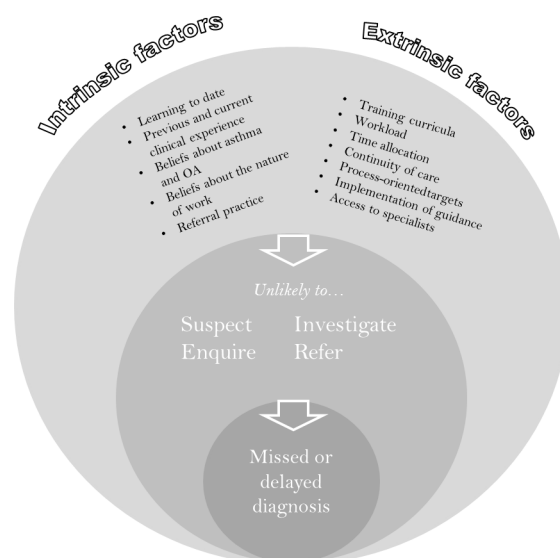 Intrinsic factors
Extrinsic factors
• Learning to date
• Previous and current
clinical experience
• Beliefs about asthma
and OA
• Beliefs about the nature
of work
• Referral practice
• Training curricula
• Workload
• Time allocation
• Continuity of care
• Process-orientedtargets
• Implementation of guidance
• Access to specialists
Unlikely to…
Suspect Investigate
Enquire Refer
Missed or
delayed
diagnosis